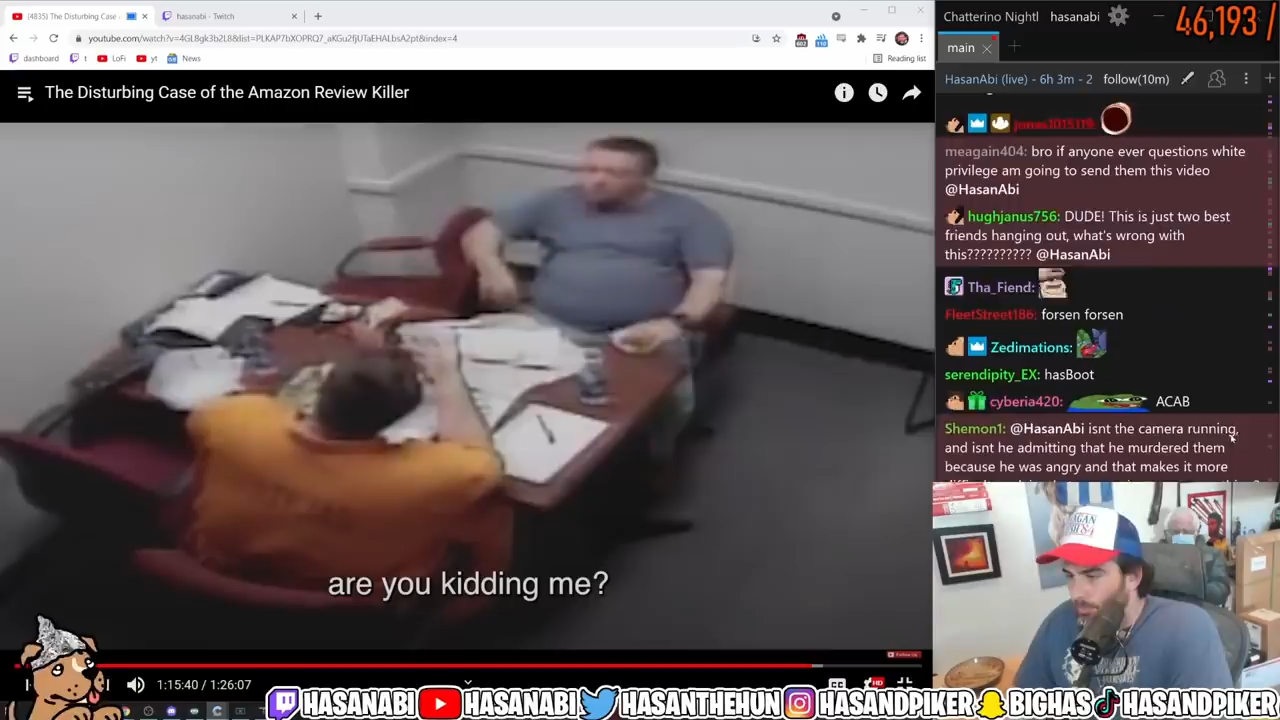 (4835) The Disturbing Case -
hasanabi - Twitch
youtube.com/watch?v=4GL8gk3b2L8&list=PLKAP7bXOPRQ7_aKGu2fjUTaEHALbsA2pt&index=4
dashboard
t
LoFi
yt
News
Reading list
The Disturbing Case of the Amazon Review Killer
are you kidding me?
1:15:40 / 1:26:07
HD
Chatterino Nightl
hasanabi
46,193 /
main
HasanAbi (live) - 6h 3m - 2
follow(10m)
meagain404: bro if anyone ever questions white
privilege am going to send them this video
@HasanAbi
hughjanus756: DUDE! This is just two best
friends hanging out, what's wrong with
this?????????? @HasanAbi
Tha_Fiend:
FleetStreet186: forsen forsen
Zedimations:
serendipity_EX: hasBoot
cyberia420: ACAB
Shemon1: @HasanAbi isnt the camera running,
and isnt he admitting that he murdered them
because he was angry and that makes it more
HASANABI
HASANABI
HASANTHEHUN
HASANDPIKER
BIGHAS
HASANDPIKER